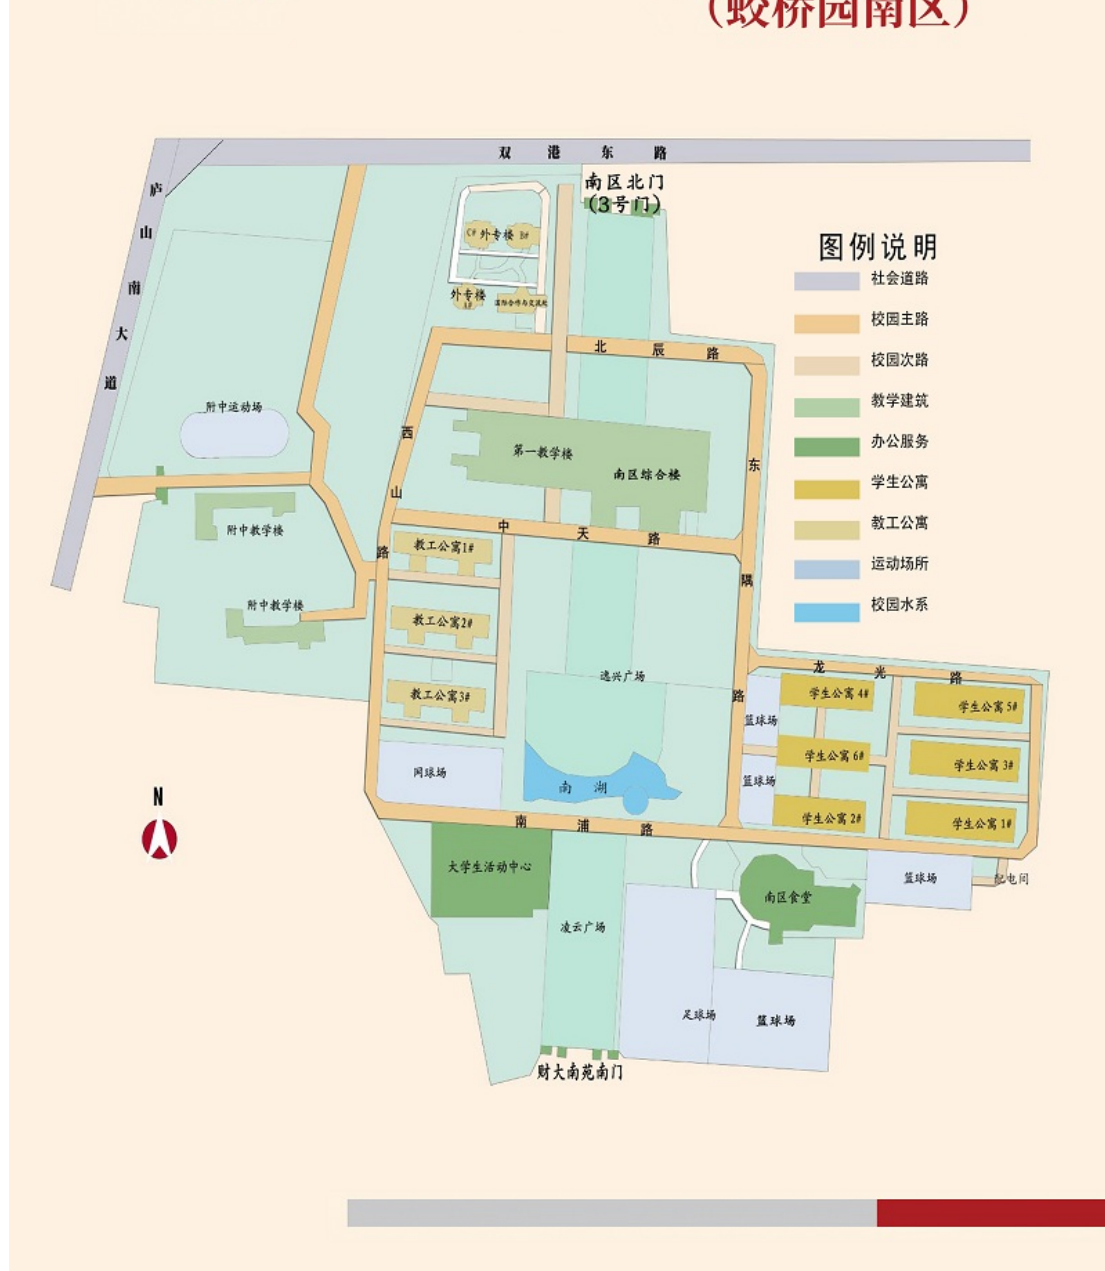 （蛟桥园南区）
双港东路
庐山南大道
南区北门
（3号门）
C# 外专楼 B#
外专楼
A#
国际合作与交流处
图例说明
社会道路
校园主路
校园次路
教学建筑
办公服务
学生公寓
教工公寓
运动场所
校园水系
北辰路
附中运动场
西山路
第一教学楼
南区综合楼
东隅路
中天路
附中教学楼
教工公寓1#
附中教学楼
教工公寓2#
教工公寓3#
逸兴广场
龙光路
学生公寓 4#
学生公寓 5#
篮球场
学生公寓 6#
学生公寓 3#
网球场
篮球场
南湖
学生公寓 2#
学生公寓 1#
N
南浦路
大学生活动中心
南区食堂
篮球场
配电间
凌云广场
足球场
篮球场
财大南苑南门